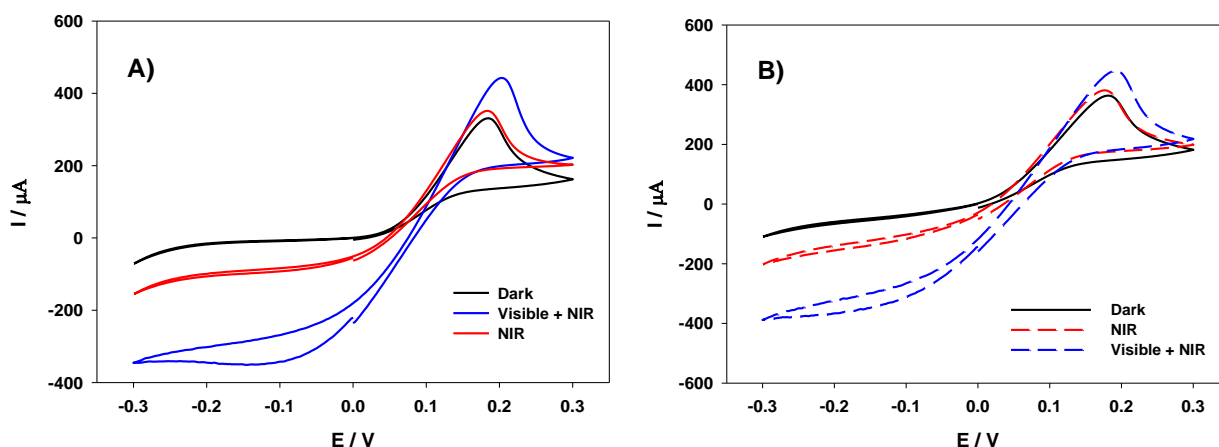 A)
I / µA
600
400
200
0
-200
-400
-0.3 -0.2 -0.1 0.0 0.1 0.2 0.3
E / V
Dark
Visible + NIR
NIR
B)
I / µA
600
400
200
0
-200
-400
-600
-0.3 -0.2 -0.1 0.0 0.1 0.2 0.3
E / V
Dark
NIR
Visible + NIR